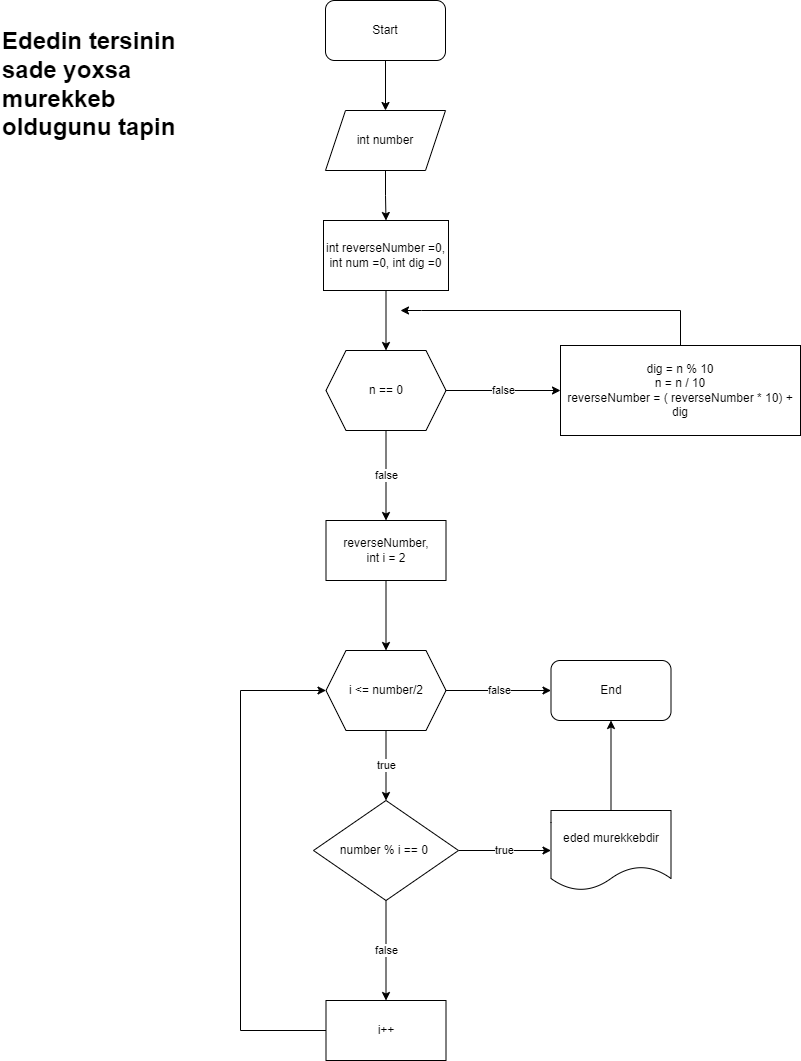 Ededin tersinin
sade yoxsa
murekkeb
oldugunu tapin
Start
int number
int reverseNumber =0,
int num =0, int dig =0
n == 0
false
dig = n % 10
n = n / 10
reverseNumber = ( reverseNumber * 10) +
dig
false
reverseNumber,
int i = 2
i <= number/2
false
End
true
number % i == 0
true
eded murekkebdir
false
i++